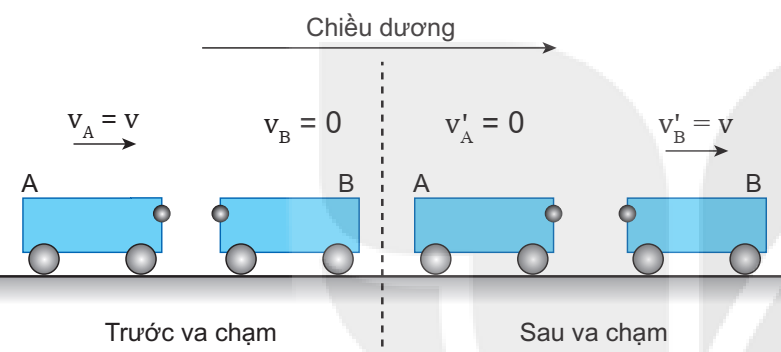 Chiều dương
v_A = v
v_B = 0
v'_A = 0
v'_B = v
A
B
A
B
Trước va chạm
Sau va chạm